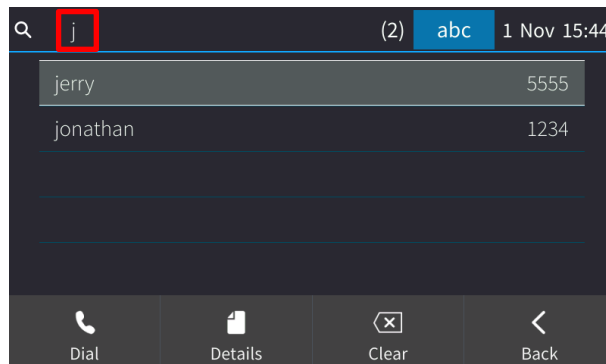 j (2) abc 1 Nov 15:44
jerry 5555
jonathan 1234
Dial Details Clear Back